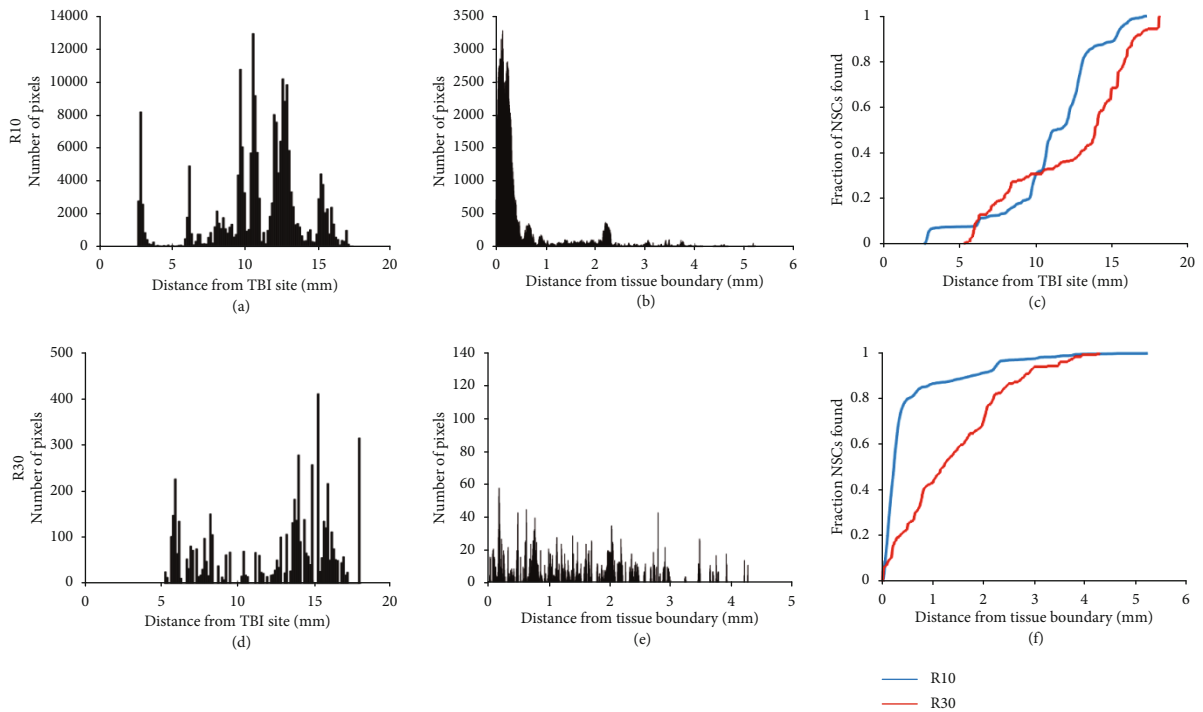 R10
Number of pixels
14000
12000
10000
8000
6000
4000
2000
0
0 5 10 15 20
Distance from TBI site (mm)
(a)
Number of pixels
3500
3000
2500
2000
1500
1000
500
0
0 1 2 3 4 5 6
Distance from tissue boundary (mm)
(b)
Fraction of NSCs found
1
0.8
0.6
0.4
0.2
0
0 5 10 15 20
Distance from TBI site (mm)
(c)
R30
Number of pixels
500
400
300
200
100
0
0 5 10 15 20
Distance from TBI site (mm)
(d)
Number of pixels
140
120
100
80
60
40
20
0
0 1 2 3 4 5
Distance from tissue boundary (mm)
(e)
Fraction NSCs found
1
0.8
0.6
0.4
0.2
0
0 1 2 3 4 5 6
Distance from tissue boundary (mm)
(f)
R10
R30